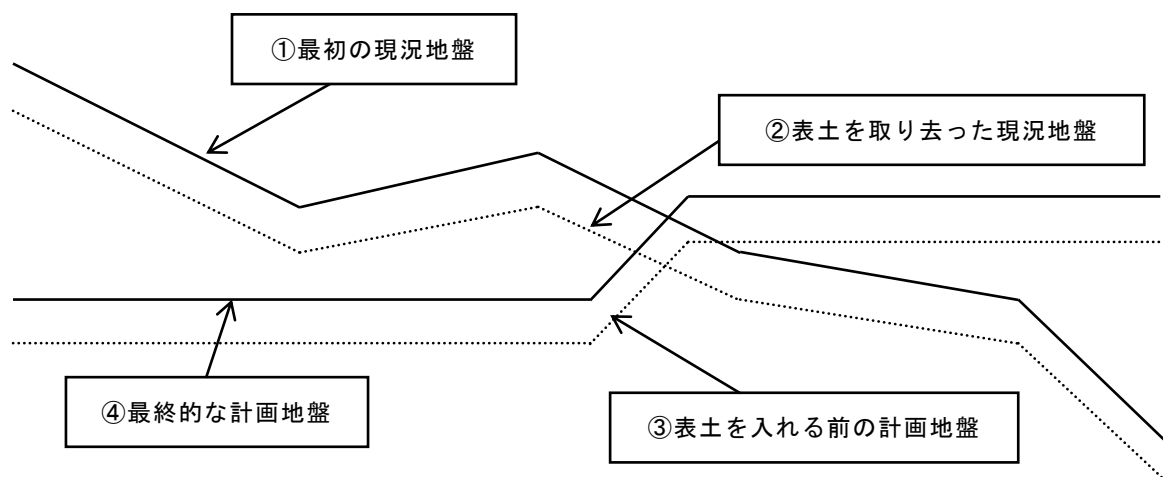 ①最初の現況地盤
②表土を取り去った現況地盤
④最終的な計画地盤
③表土を入れる前の計画地盤